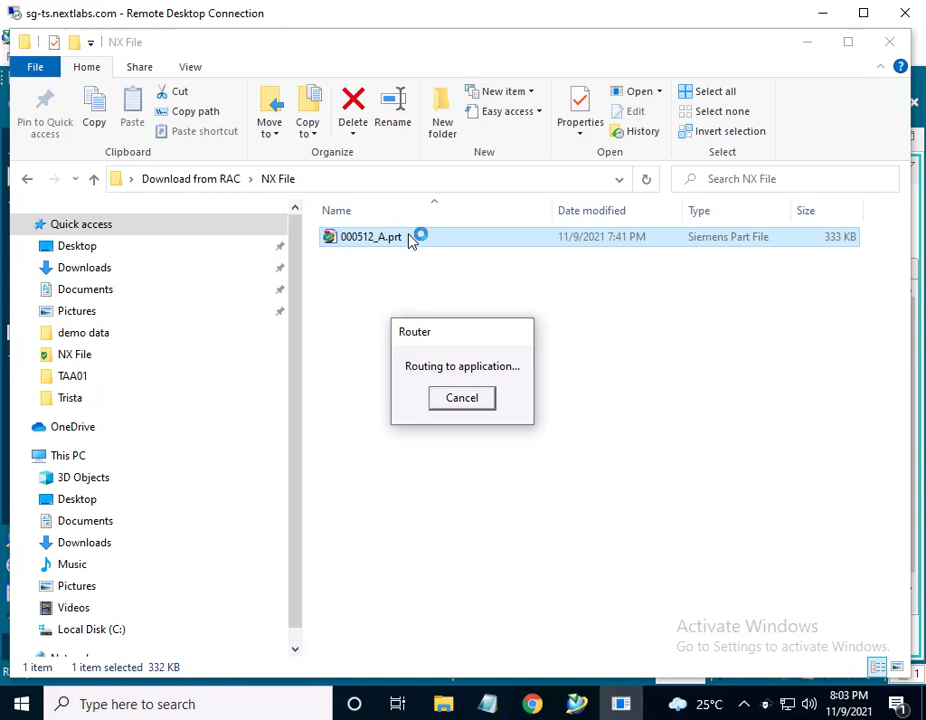 sg-ts.nextlabs.com - Remote Desktop Connection
NX File
File Home Share View
Pin to Quick access
Copy
Paste
Cut
Copy path
Paste shortcut
Clipboard
Move to
Copy to
Delete
Rename
Organize
New folder
New item
Easy access
New
Properties
Open
Edit
History
Open
Select all
Select none
Invert selection
Select
Download from RAC > NX File
Search NX File
Name Date modified Type Size
000512_A.prt 11/9/2021 7:41 PM Siemens Part File 333 KB
Quick access
Desktop
Downloads
Documents
Pictures
demo data
NX File
TAA01
Trista
OneDrive
This PC
3D Objects
Desktop
Documents
Downloads
Music
Pictures
Videos
Local Disk (C:)
Router
Routing to application...
Cancel
Activate Windows
Go to Settings to activate Windows.
1 item 1 item selected 332 KB
1
Type here to search
25°C
8:03 PM
11/9/2021
1